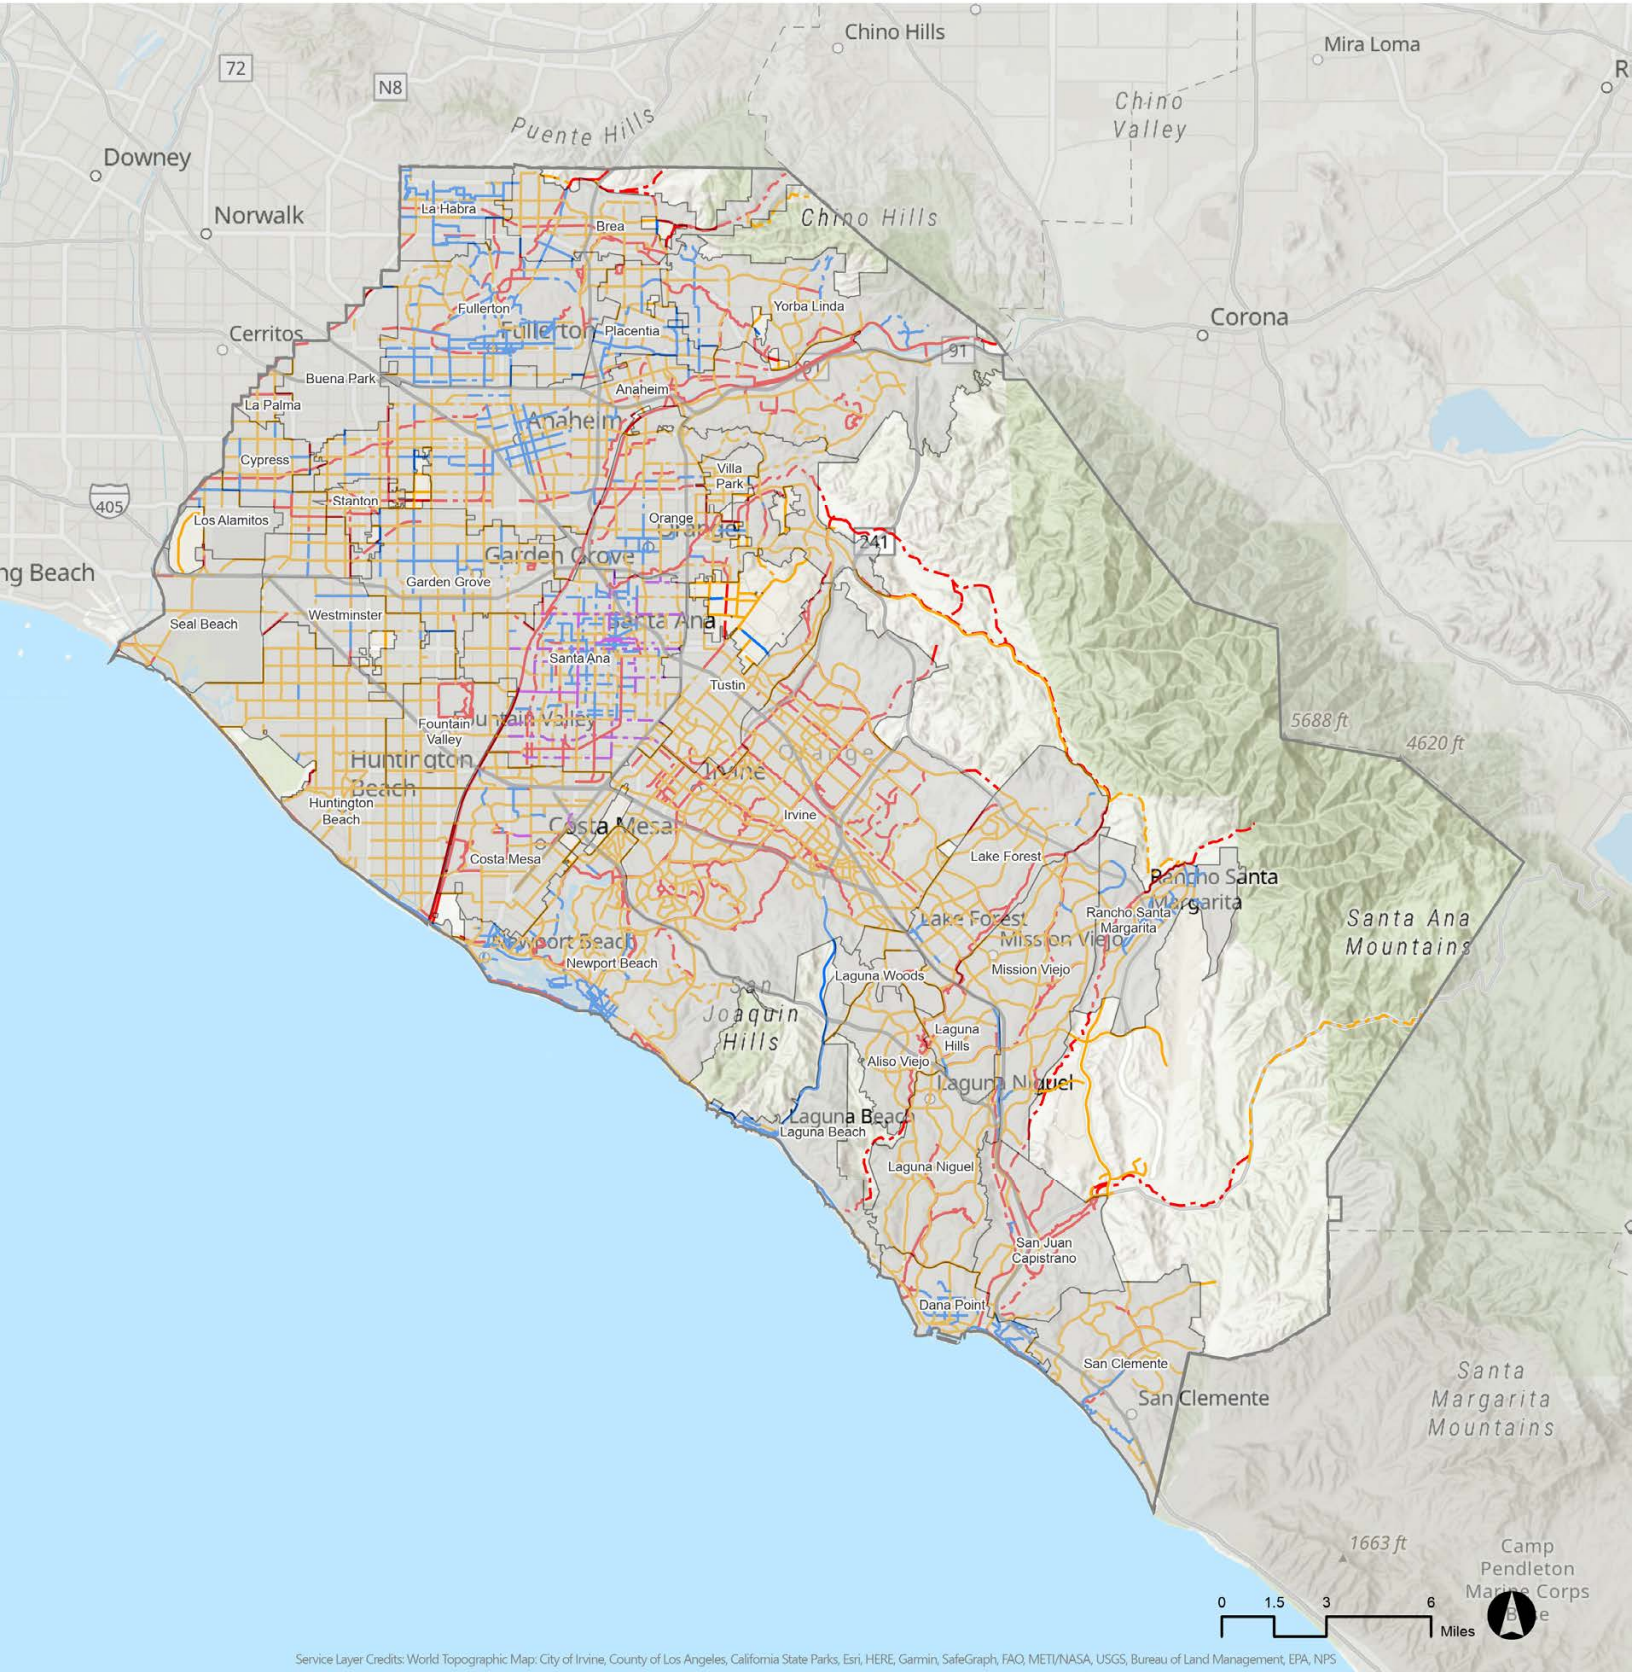 Chino Hills
Mira Loma
72
N8
Chino
Valley
Puente Hills
Downey
Norwalk
La Habra
Brea
Chino Hills
Fullerton
Yorba Linda
Corona
Cerritos
Fullerton
Placentia
91
91
Buena Park
Anaheim
La Palma
Anaheim
Cypress
Villa
Park
405
Stanton
Los Alamitos
Orange
Orange
241
Garden Grove
ng Beach
Garden Grove
Westminster
Seal Beach
Santa Ana
Santa Ana
Tustin
Fountain
Valley
untain Valley
5688 ft
4620 ft
Orange
Huntington
Beach
Irvine
Huntington
Beach
Irvine
Costa Mesa
Costa Mesa
Lake Forest
Rancho Santa
Margarita
Rancho Santa
Margarita
Lake Forest
Mission Viejo
Santa Ana
Mountains
Newport Beach
Newport Beach
Laguna Woods
Mission Viejo
San
Joaquin
Hills
Laguna
Hills
Aliso Viejo
Laguna Niguel
Laguna Beach
Laguna Beach
Laguna Niguel
San Juan
Capistrano
Dana Point
San Clemente
San Clemente
Santa
Margarita
Mountains
1663 ft
Camp
Pendleton
Marine Corps
Base
0 1.5 3 6
Miles
Service Layer Credits: World Topographic Map: City of Irvine, County of Los Angeles, California State Parks, Esri, HERE, Garmin, SafeGraph, FAO, METI/NASA, USGS, Bureau of Land Management, EPA, NPS